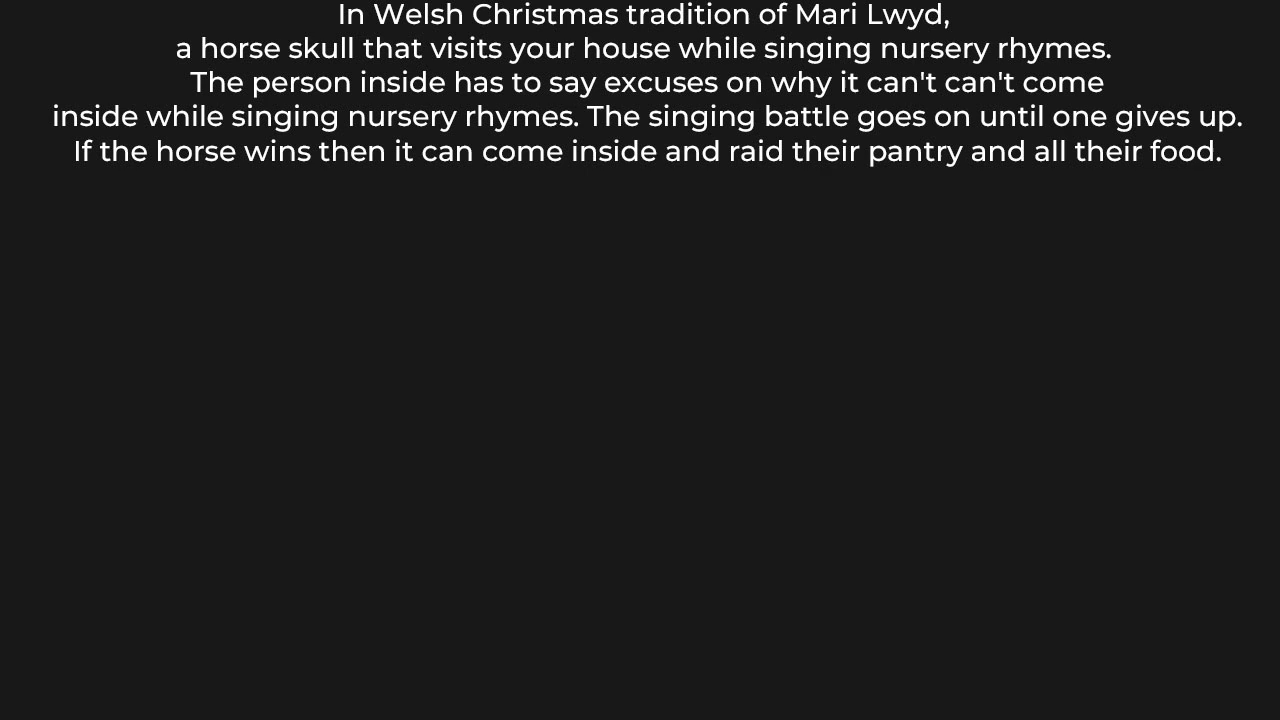 In Welsh Christmas tradition of Mari Lwyd,
a horse skull that visits your house while singing nursery rhymes.
The person inside has to say excuses on why it can't can't come
inside while singing nursery rhymes. The singing battle goes on until one gives up.
If the horse wins then it can come inside and raid their pantry and all their food.